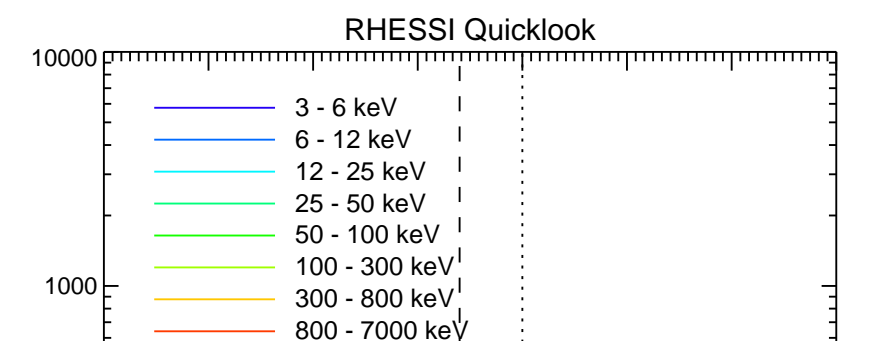 RHESSI Quicklook
10000
3 - 6 keV
6 - 12 keV
12 - 25 keV
25 - 50 keV
50 - 100 keV
100 - 300 keV
1000
300 - 800 keV
800 - 7000 keV